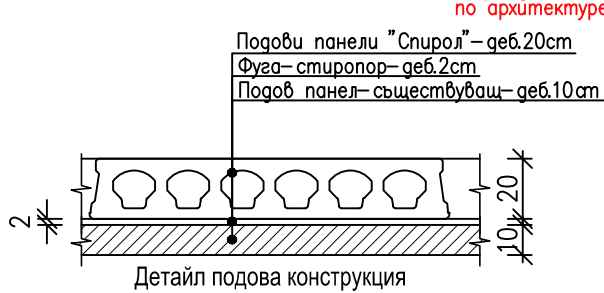 по архитектуре
Подови панели "Спирол"–деб.20cm
Фуга–стиропор–деб.2cm
Подов панел–съществуващ–деб.10cm
2
20
10
Детайл подова конструкция